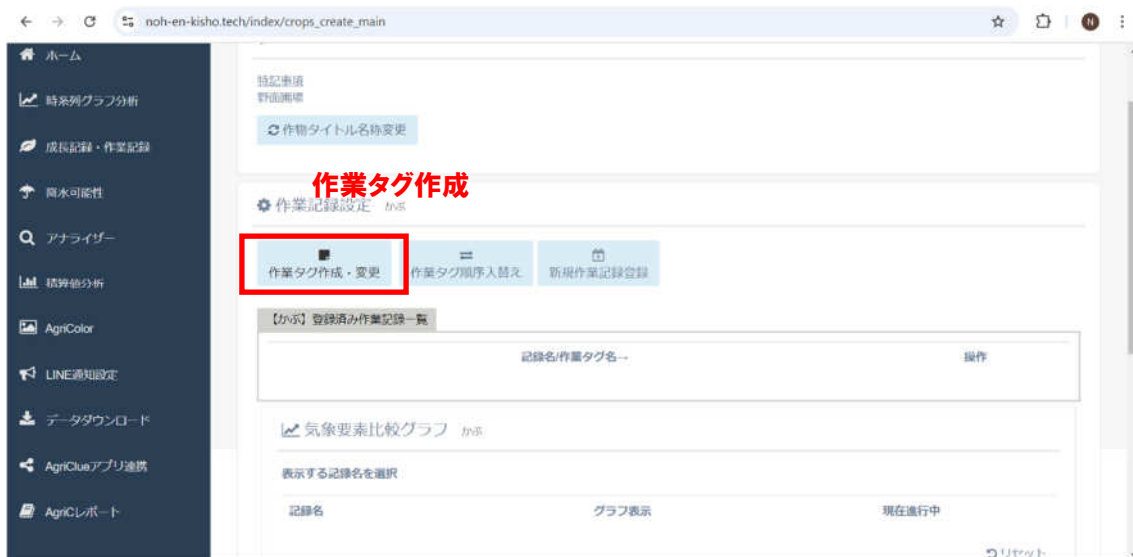 noh-en-kisho.tech/index/crops_create_main
N
ホーム
時系列グラフ分析
成長記録・作業記録
降水可能性
アナライザー
積算値分析
AgriColor
LINE通知設定
データダウンロード
AgriClueアプリ連携
AgriCレポート
特記事項
野面圃場
作物タイトル名称変更
作業タグ作成
作業記録設定 かぶ
作業タグ作成・変更
作業タグ順序入替え
新規作業記録登録
【かぶ】登録済み作業記録一覧
記録名/作業タグ名→ 操作
気象要素比較グラフ かぶ
表示する記録名を選択
記録名 グラフ表示 現在進行中
リセット